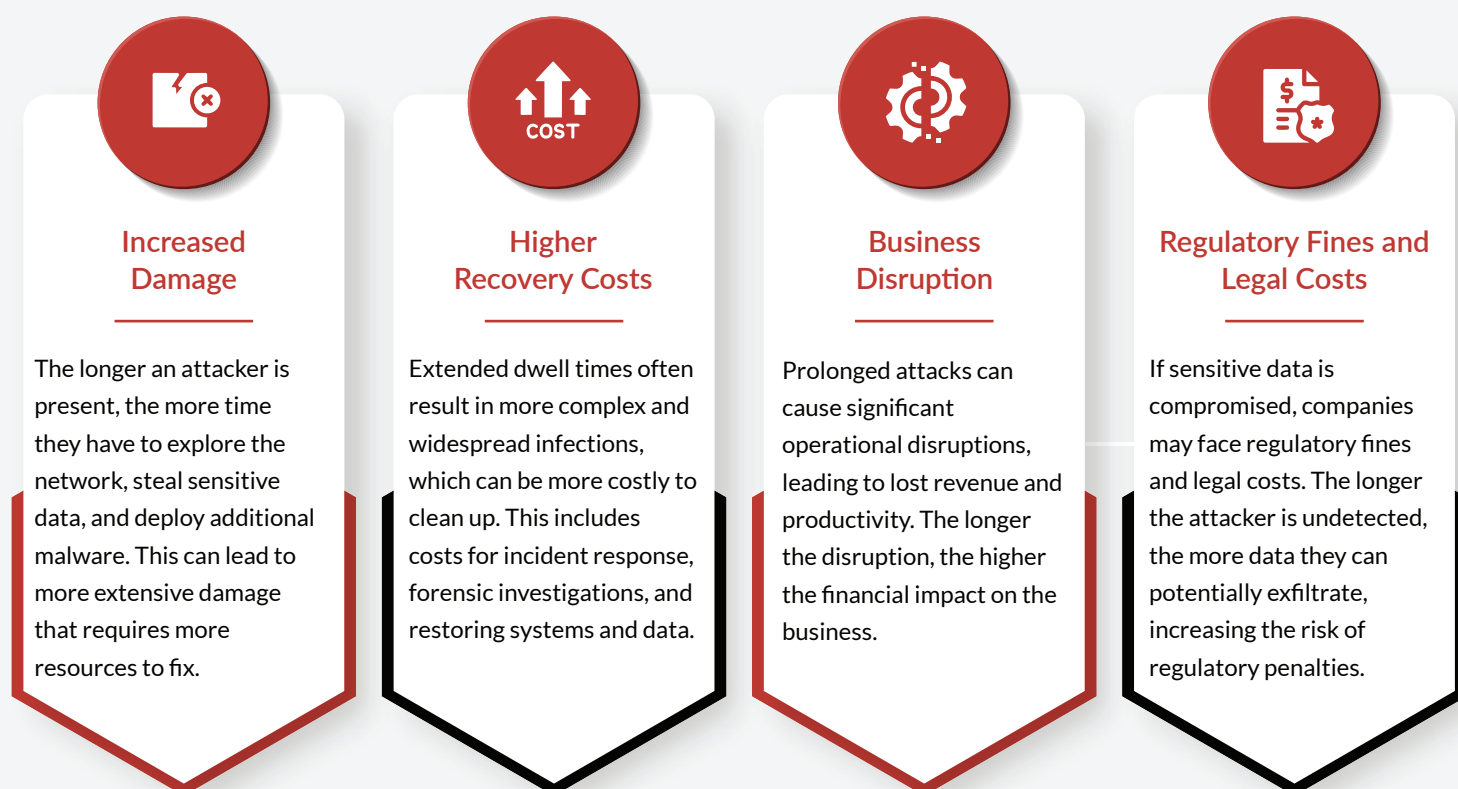 Increased
Damage
The longer an attacker is
present, the more time
they have to explore the
network, steal sensitive
data, and deploy additional
malware. This can lead to
more extensive damage
that requires more
resources to fix.
COST
Higher
Recovery Costs
Extended dwell times often
result in more complex and
widespread infections,
which can be more costly to
clean up. This includes
costs for incident response,
forensic investigations, and
restoring systems and data.
Business
Disruption
Prolonged attacks can
cause significant
operational disruptions,
leading to lost revenue and
productivity. The longer
the disruption, the higher
the financial impact on the
business.
$
Regulatory Fines and
Legal Costs
If sensitive data is
compromised, companies
may face regulatory fines
and legal costs. The longer
the attacker is undetected,
the more data they can
potentially exfiltrate,
increasing the risk of
regulatory penalties.